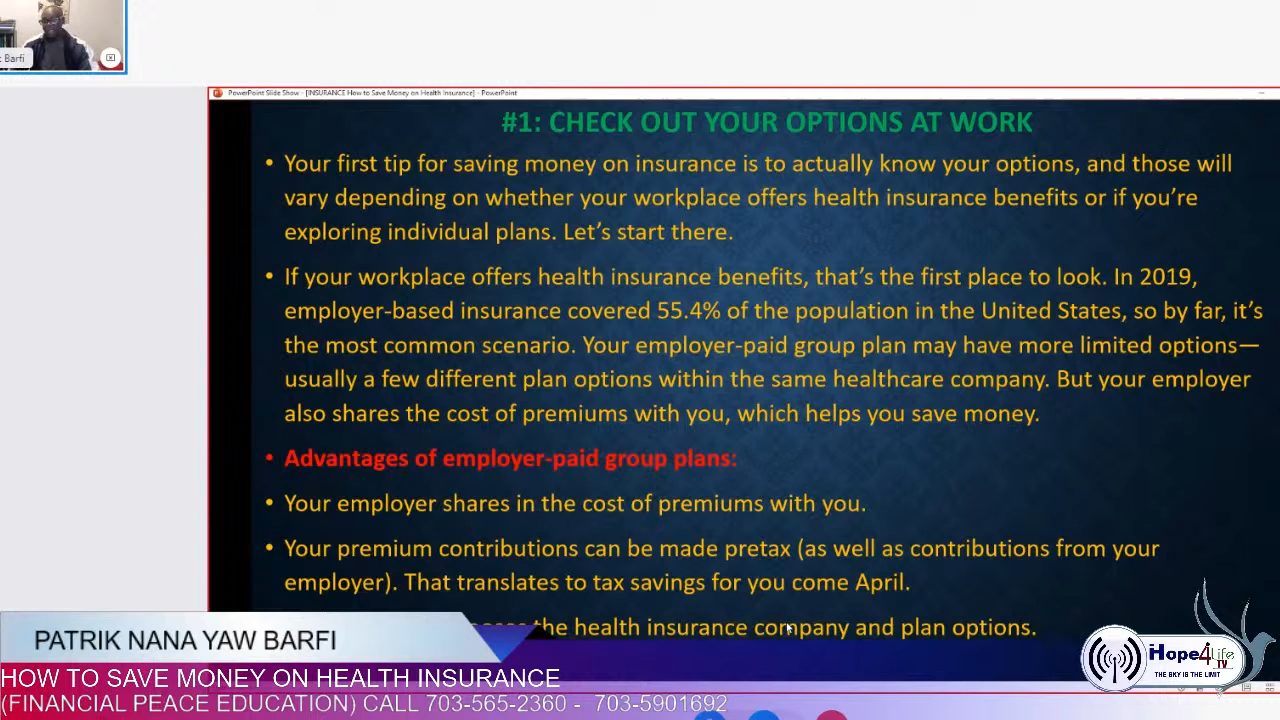 Barfi
PowerPoint Slide Show - [INSURANCE How to Save Money on Health Insurance] - PowerPoint
#1: CHECK OUT YOUR OPTIONS AT WORK
• Your first tip for saving money on insurance is to actually know your options, and those will
vary depending on whether your workplace offers health insurance benefits or if you're
exploring individual plans. Let's start there.
• If your workplace offers health insurance benefits, that's the first place to look. In 2019,
employer-based insurance covered 55.4% of the population in the United States, so by far, it's
the most common scenario. Your employer-paid group plan may have more limited options—
usually a few different plan options within the same healthcare company. But your employer
also shares the cost of premiums with you, which helps you save money.
• Advantages of employer-paid group plans:
• Your employer shares in the cost of premiums with you.
• Your premium contributions can be made pretax (as well as contributions from your
employer). That translates to tax savings for you come April.
the health insurance company and plan options.
PATRIK NANA YAW BARFI
HOW TO SAVE MONEY ON HEALTH INSURANCE
(FINANCIAL PEACE EDUCATION) CALL 703-565-2360 - 703-5901692
Hope4life
TV
THE SKY IS THE LIMIT